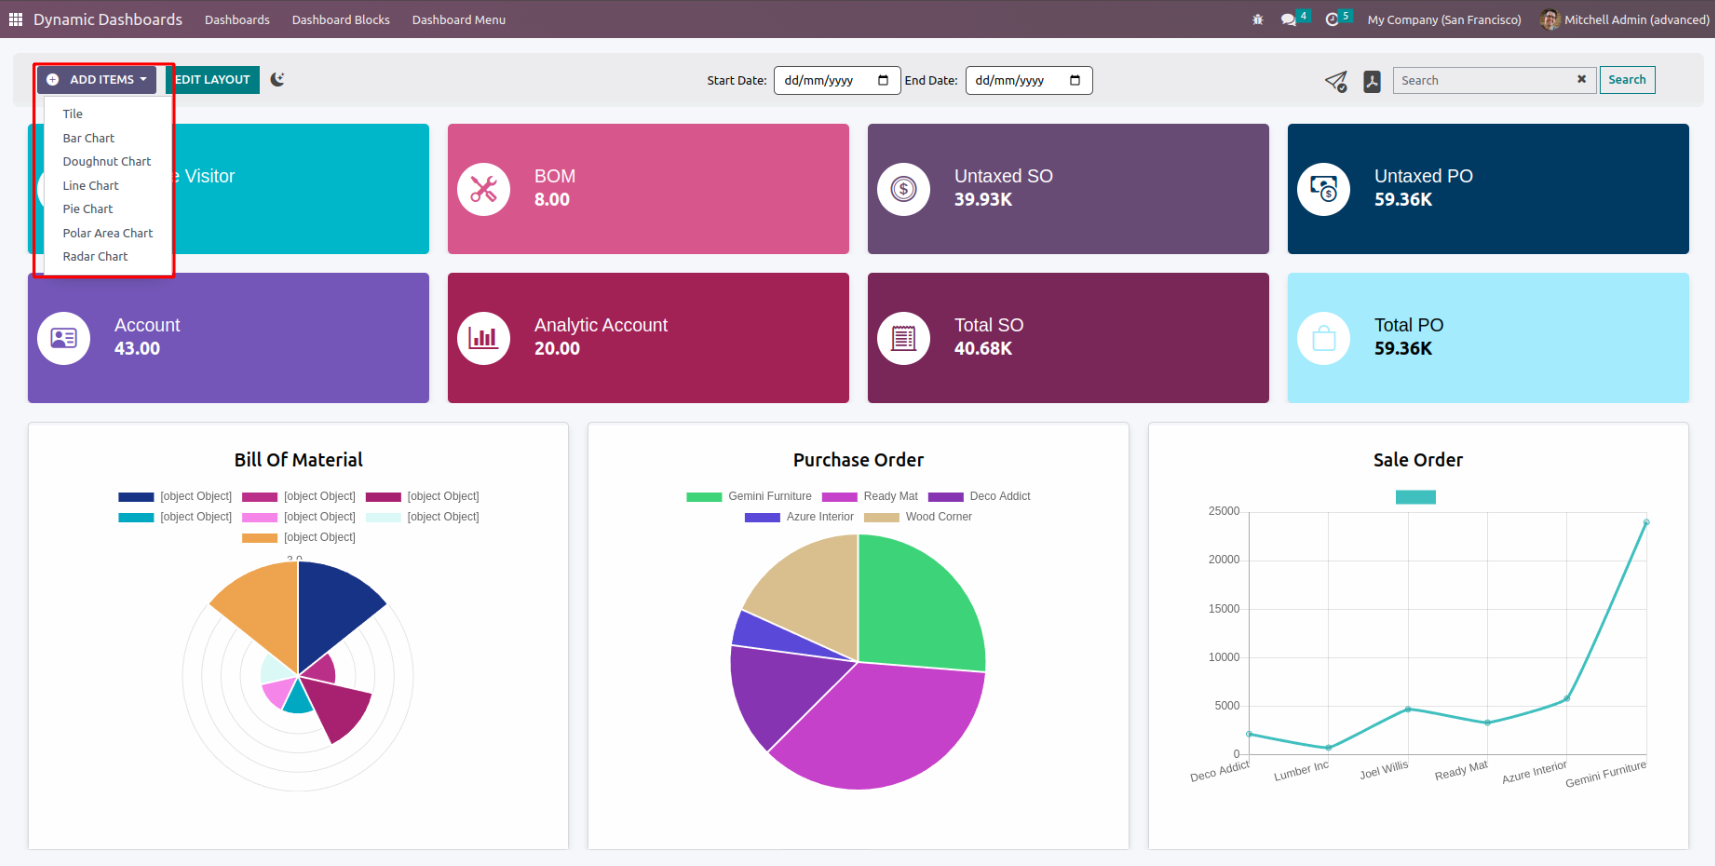 Dynamic Dashboards Dashboards Dashboard Blocks Dashboard Menu 4 5 My Company (San Francisco) Mitchell Admin (advanced)
ADD ITEMS EDIT LAYOUT Start Date: dd/mm/yyyy End Date: dd/mm/yyyy Search Search
Tile
Bar Chart
Doughnut Chart
Line Chart
Pie Chart
Polar Area Chart
Radar Chart
Visitor
BOM
8.00
Untaxed SO
39.93K
Untaxed PO
59.36K
Account
43.00
Analytic Account
20.00
Total SO
40.68K
Total PO
59.36K
Bill Of Material
[object Object] [object Object] [object Object]
[object Object] [object Object] [object Object]
[object Object]
Purchase Order
Gemini Furniture Ready Mat Deco Addict
Azure Interior Wood Corner
Sale Order
25000
20000
15000
10000
5000
0
Deco Addict Lumber Inc Joel Willis Ready Mat Azure Interior Gemini Furniture